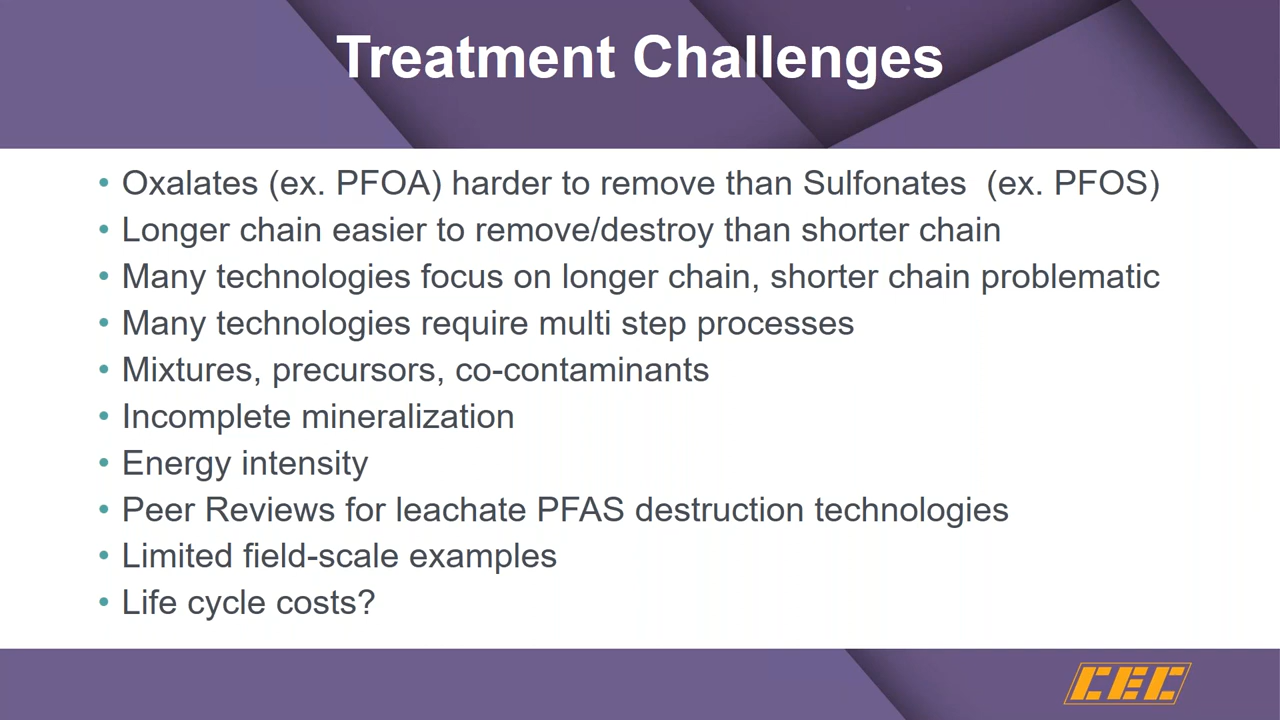 Treatment Challenges
• Oxalates (ex. PFOA) harder to remove than Sulfonates  (ex. PFOS)
• Longer chain easier to remove/destroy than shorter chain
• Many technologies focus on longer chain, shorter chain problematic
• Many technologies require multi step processes
• Mixtures, precursors, co-contaminants
• Incomplete mineralization
• Energy intensity
• Peer Reviews for leachate PFAS destruction technologies
• Limited field-scale examples
• Life cycle costs?
CEC